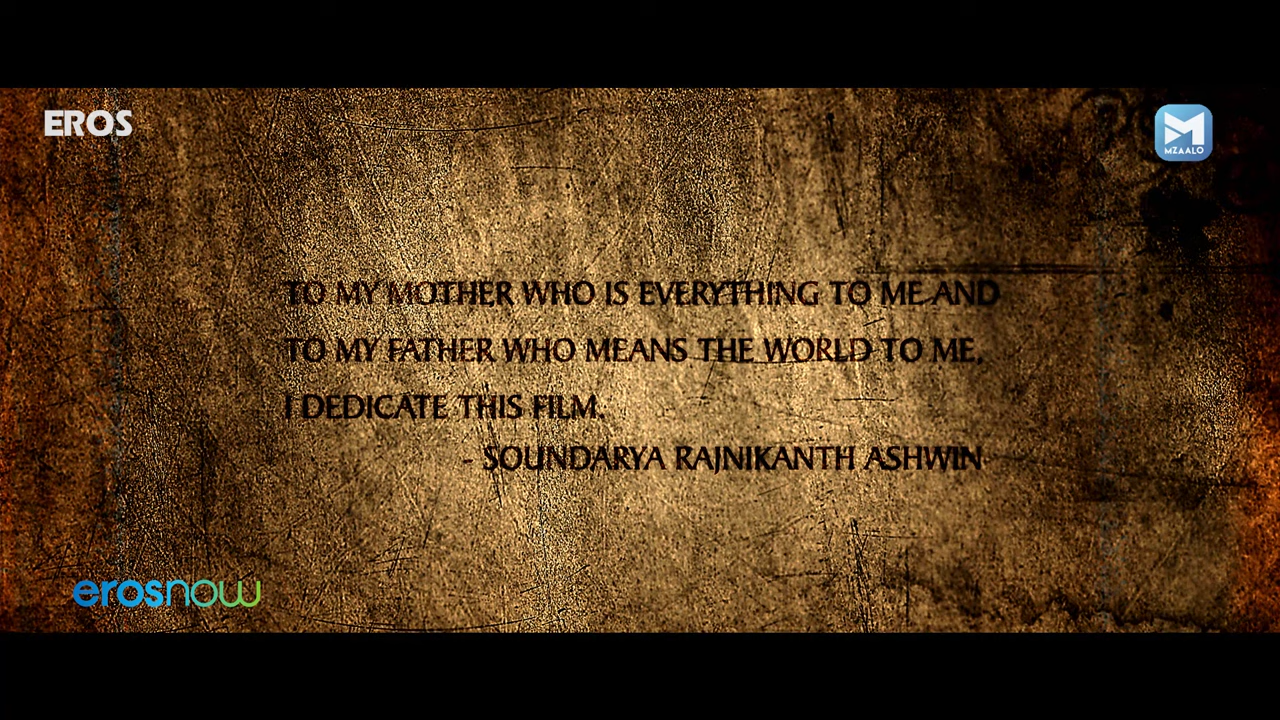 EROS
MZAALO
TO MY MOTHER WHO IS EVERYTHING TO ME AND
TO MY FATHER WHO MEANS THE WORLD TO ME,
I DEDICATE THIS FILM.
- SOUNDARYA RAJNIKANTH ASHWIN
erosnow